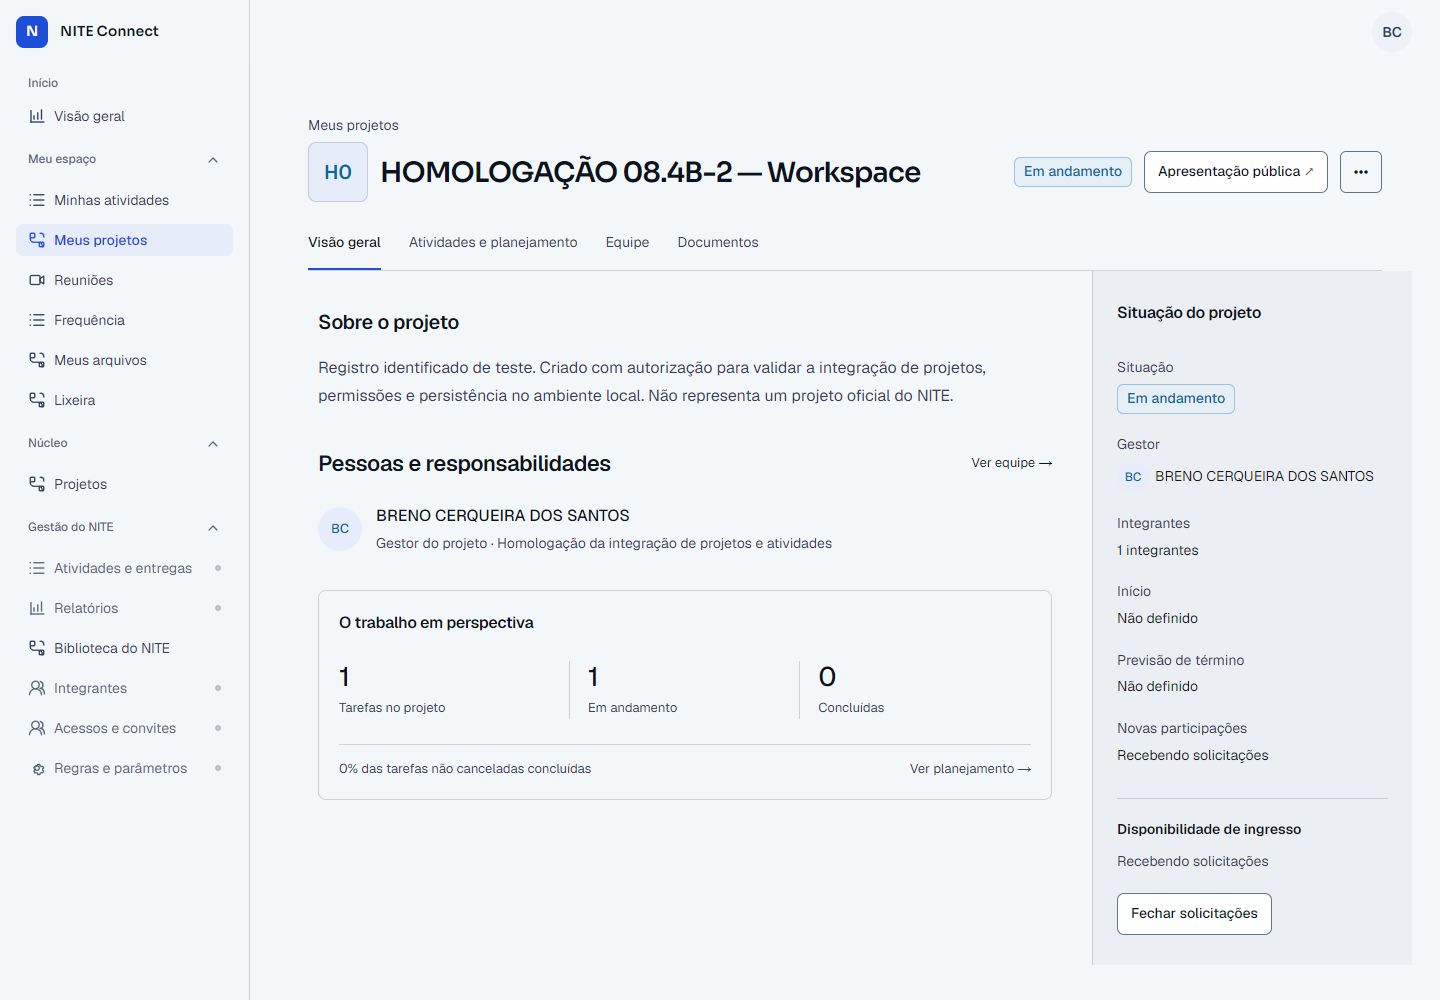 N NITE Connect
Início
Visão geral
Meu espaço
Minhas atividades
Meus projetos
Reuniões
Frequência
Meus arquivos
Lixeira
Núcleo
Projetos
Gestão do NITE
Atividades e entregas
Relatórios
Biblioteca do NITE
Integrantes
Acessos e convites
Regras e parâmetros
BC
Meus projetos
HO HOMOLOGAÇÃO 08.4B-2 — Workspace
Em andamento
Apresentação pública ↗
•••
Visão geral Atividades e planejamento Equipe Documentos
Sobre o projeto
Registro identificado de teste. Criado com autorização para validar a integração de projetos,
permissões e persistência no ambiente local. Não representa um projeto oficial do NITE.
Pessoas e responsabilidades
Ver equipe →
BC BRENO CERQUEIRA DOS SANTOS
Gestor do projeto · Homologação da integração de projetos e atividades
O trabalho em perspectiva
1 1 0
Tarefas no projeto Em andamento Concluídas
0% das tarefas não canceladas concluídas Ver planejamento →
Situação do projeto
Situação
Em andamento
Gestor
BC BRENO CERQUEIRA DOS SANTOS
Integrantes
1 integrantes
Início
Não definido
Previsão de término
Não definido
Novas participações
Recebendo solicitações
Disponibilidade de ingresso
Recebendo solicitações
Fechar solicitações